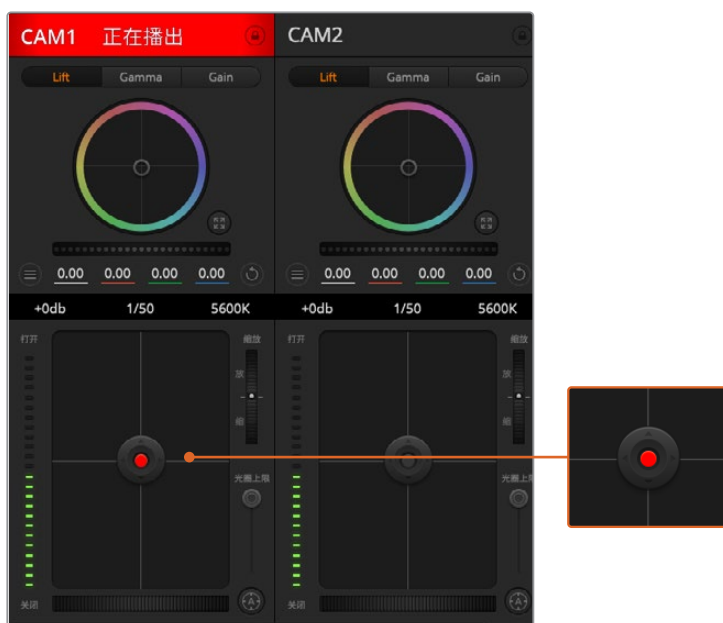 CAM1 正在播出
Lift Gamma Gain
0.00 0.00 0.00 0.00
+0db 1/50 5600K
打开
缩放
放
缩
光圈上限
关闭
A
CAM2
Lift Gamma Gain
0.00 0.00 0.00 0.00
+0db 1/50 5600K
打开
缩放
放
缩
光圈上限
关闭
A